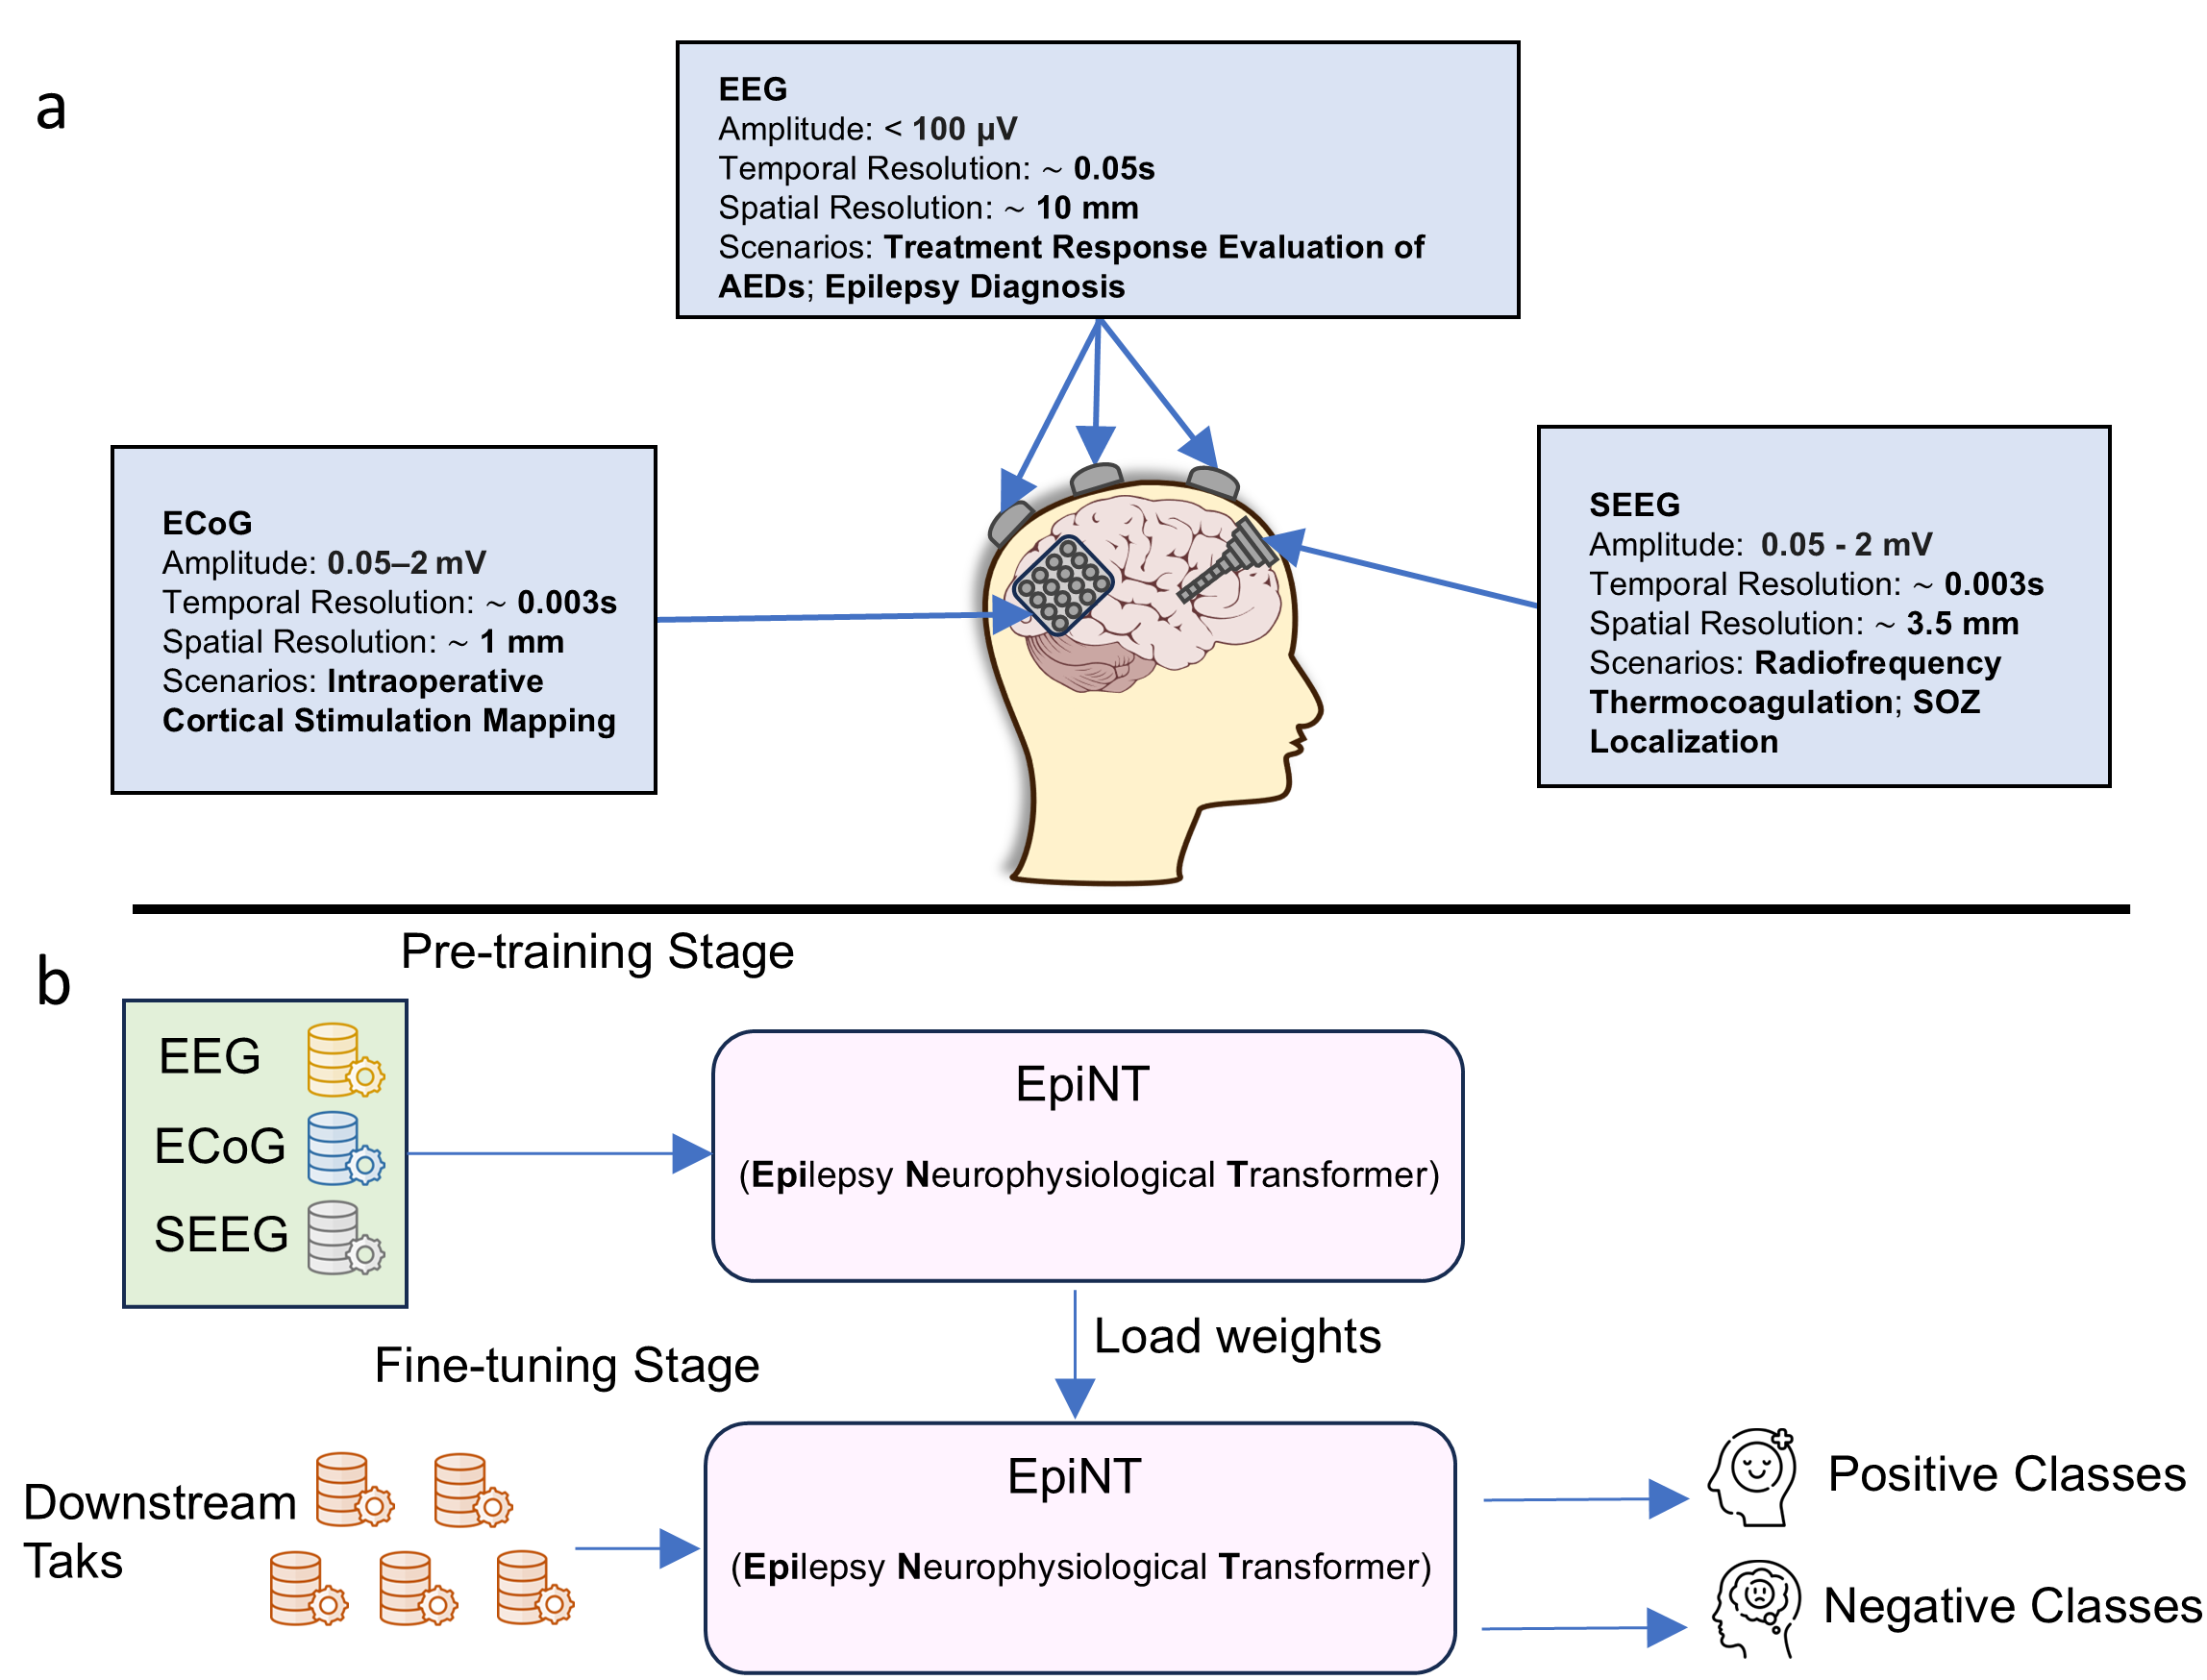 a
EEG
Amplitude: < 100 μV
Temporal Resolution: ~ 0.05s
Spatial Resolution: ~ 10 mm
Scenarios: Treatment Response Evaluation of
AEDs; Epilepsy Diagnosis
ECoG
Amplitude: 0.05–2 mV
Temporal Resolution: ~ 0.003s
Spatial Resolution: ~ 1 mm
Scenarios: Intraoperative
Cortical Stimulation Mapping
SEEG
Amplitude: 0.05 - 2 mV
Temporal Resolution: ~ 0.003s
Spatial Resolution: ~ 3.5 mm
Scenarios: Radiofrequency
Thermocoagulation; SOZ
Localization
b
Pre-training Stage
EEG
ECoG
SEEG
EpiNT
(Epilepsy Neurophysiological Transformer)
Load weights
Fine-tuning Stage
Downstream
Taks
EpiNT
(Epilepsy Neurophysiological Transformer)
Positive Classes
Negative Classes